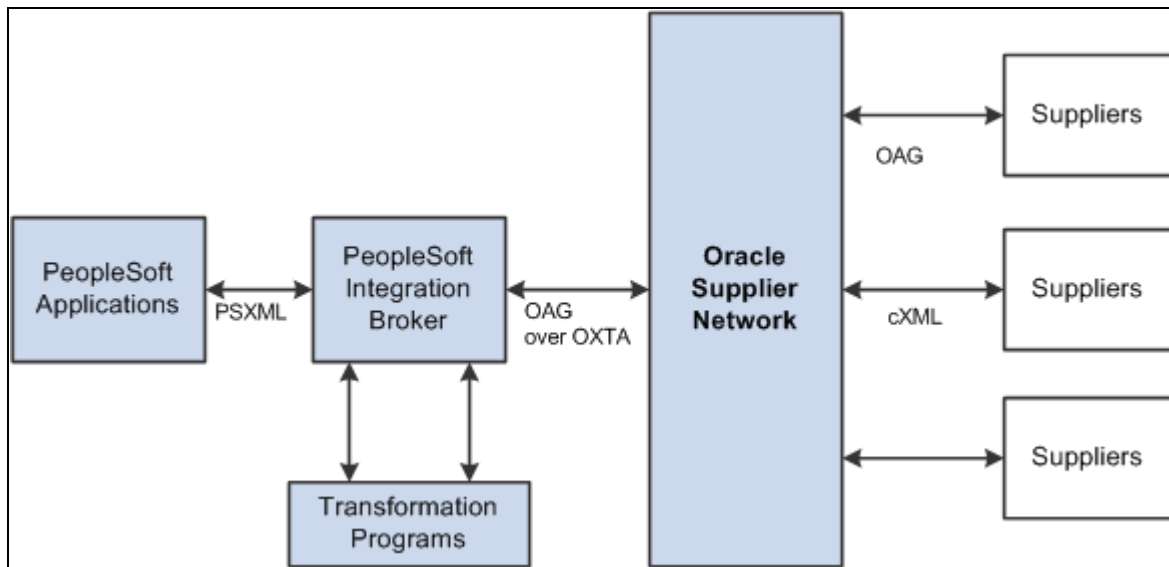 PeopleSoft
Applications
PSXML
PeopleSoft
Integration
Broker
OAG
over OXTA
Transformation
Programs
Oracle
Supplier
Network
OAG
Suppliers
cXML
Suppliers
Suppliers